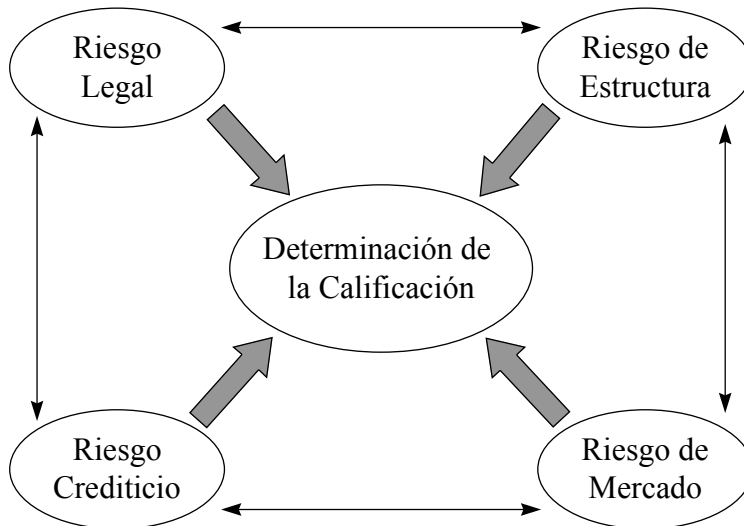 Riesgo
Legal
Riesgo de
Estructura
Determinación de
la Calificación
Riesgo
Crediticio
Riesgo de
Mercado